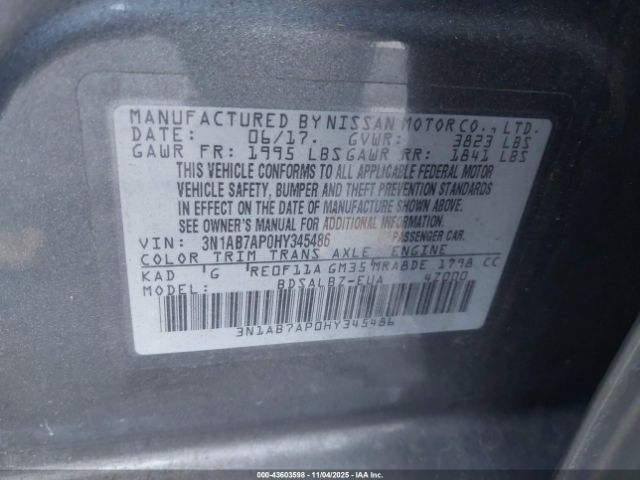 MANUFACTURED BY NISSAN MOTOR CO., LTD.
DATE: 06/17. GVWR: 3823 LBS
GAWR FR: 1995 LBS GAWR RR: 1841 LBS
THIS VEHICLE CONFORMS TO ALL APPLICABLE FEDERAL MOTOR
VEHICLE SAFETY, BUMPER AND THEFT PREVENTION STANDARDS
IN EFFECT ON THE DATE OF MANUFACTURE SHOWN ABOVE.
SEE OWNER'S MANUAL FOR ADDITIONAL INFORMATION.
VIN: 3N1AB7AP0HY345486 PASSENGER CAR.
COLOR TRIM TRANS AXLE ENGINE
KAD G RE0F11A GM35 MRA8DE 1798 CC
MODEL: BDSALBZ-EUA 4Z000
3N1AB7AP0HY345486
000-43603598 - 11/04/2025 - IAA Inc.